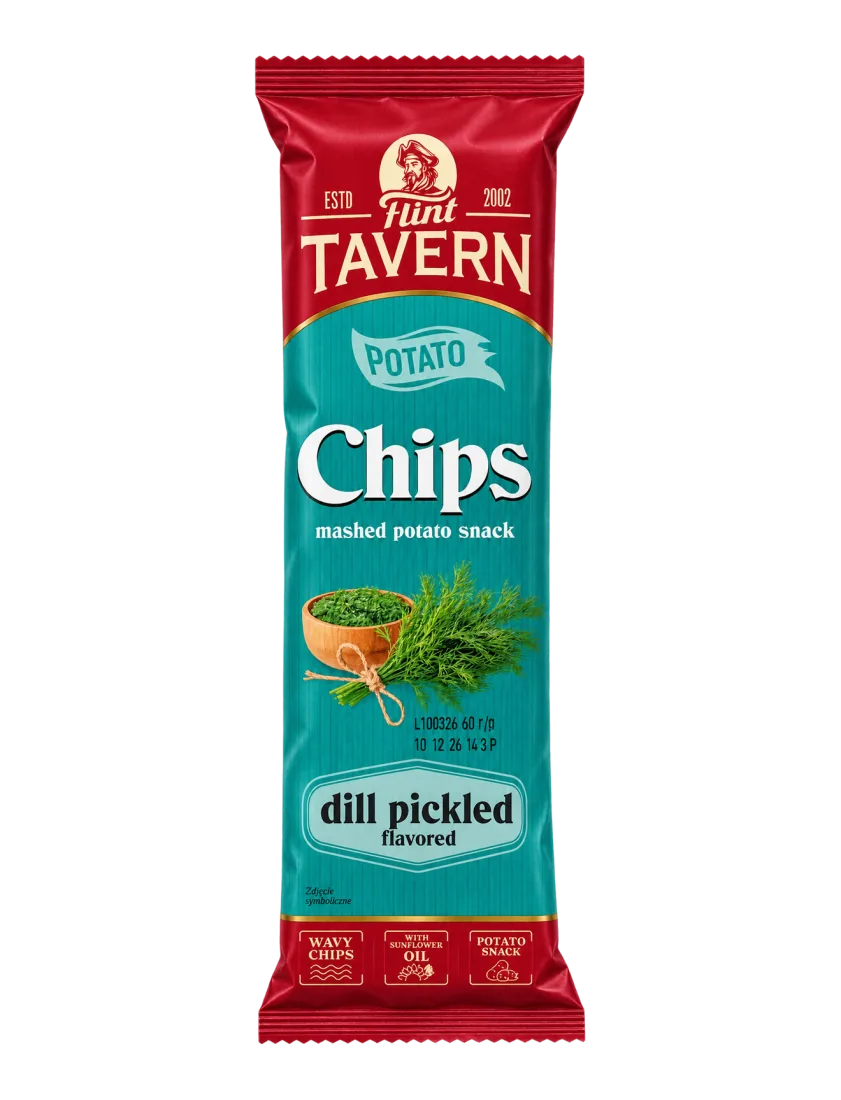 ESTD 2002
Flint
TAVERN
POTATO
Chips
mashed potato snack
L100326 60 г/р
10 12 26 14 3 P
dill pickled
flavored
Zdjęcie
symboliczne
WAVY
CHIPS
WITH
SUNFLOWER
OIL
POTATO
SNACK